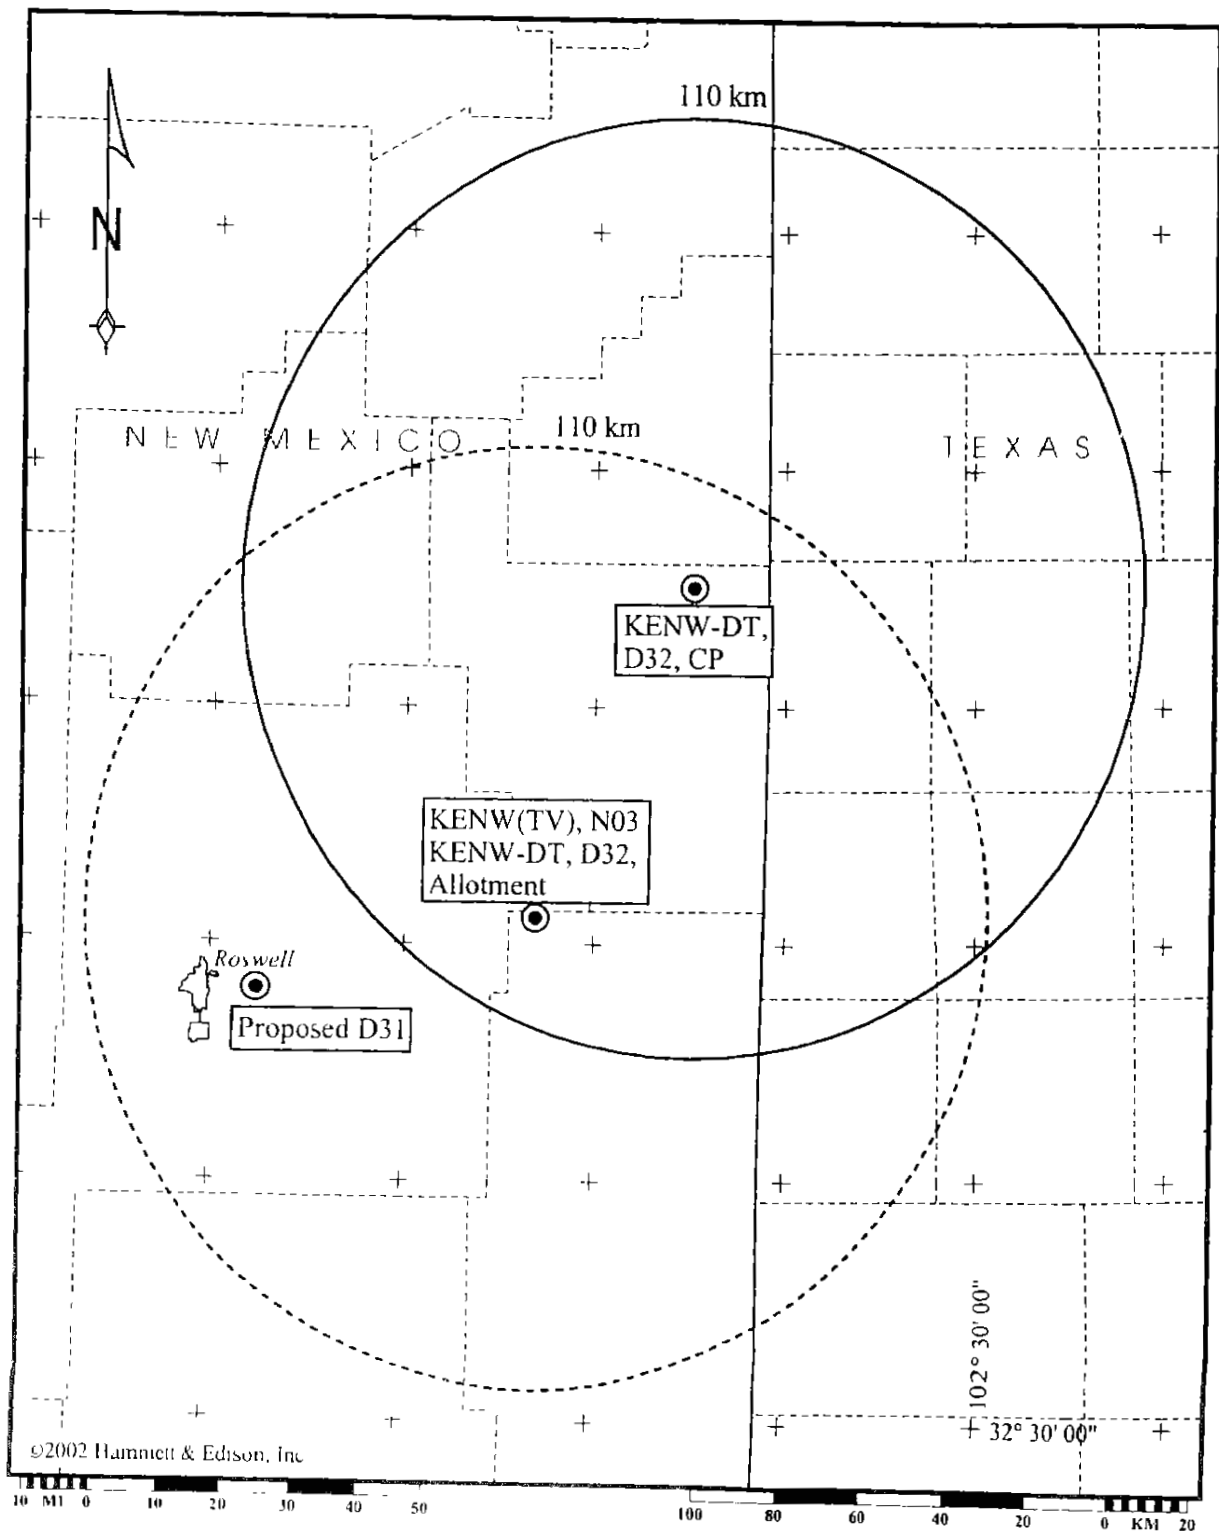 110 km
N
NEW MEXICO
110 km
TEXAS
KENW-DT,
D32, CP
KENW(TV), N03
KENW-DT, D32,
Allotment
Roswell
Proposed D31
102° 30' 00"
32° 30' 00"
©2002 Hammett & Edison, Inc
10 MI 0 10 20 30 40 50 100 80 60 40 20 0 KM 20